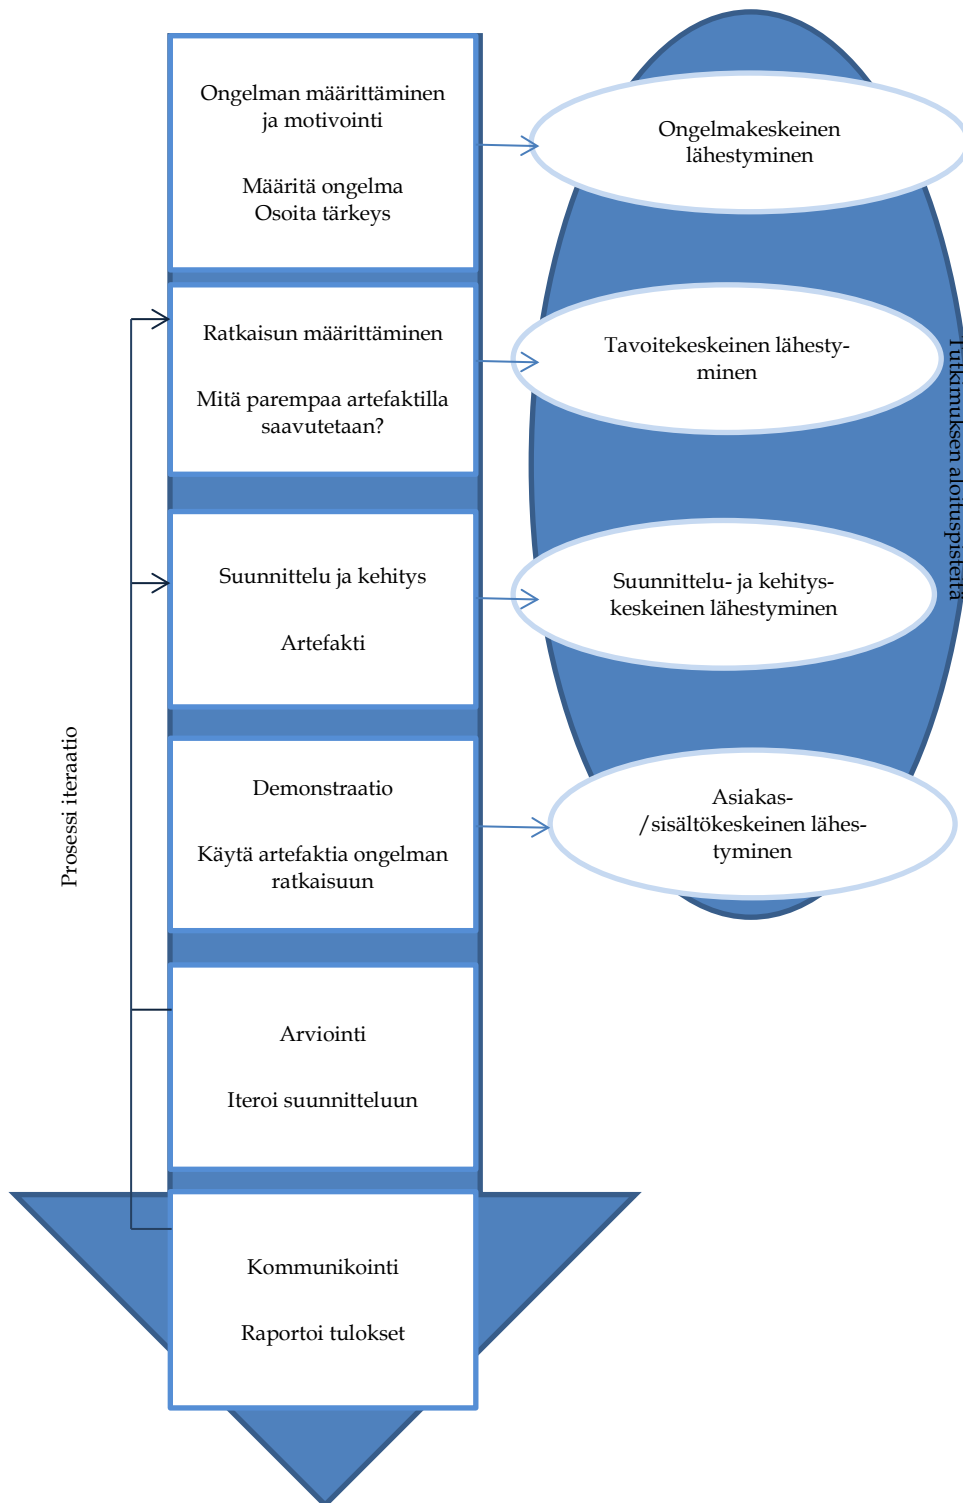 Ongelman määrittäminen
ja motivointi
Määritä ongelma
Osoita tärkeys
Ongelmakeskeinen
lähestyminen
Ratkaisun määrittäminen
Mitä parempaa artefaktilla
saavutetaan?
Tavoitekeskeinen lähesty-
minen
Suunnittelu ja kehitys
Artefakti
Suunnittelu- ja kehitys-
keskeinen lähestyminen
Demonstraatio
Käytä artefaktia ongelman
ratkaisuun
Asiakas-
/sisältökeskeinen lähes-
tyminen
Arviointi
Iteroi suunnitteluun
Kommunikointi
Raportoi tulokset
Prosessi iteraatio
Tutkimuksen aloituspisteitä